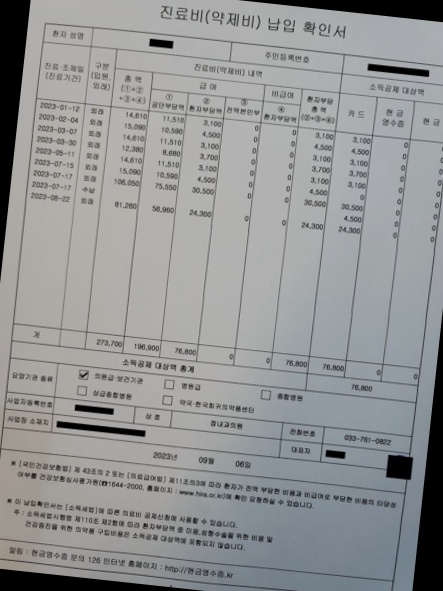 진료비(약제비) 납입 확인서
환자 성명
주민등록번호
진료·조제일
(진료기간)
구분
(입원,
외래)
진료비(약제비) 내역
소득공제 대상액
총 액
(①+②
+③+④)
급 여
비급여
환자부담
총 액
(②+③+④)
카 드
현 금
영수증
현 금
①
공단부담액
②
환자부담액
③
전액본인부
④
환자부담액
2023-01-12 외래 14,610 11,510 3,100 0 0 3,100 3,100 0
2023-02-04 외래 15,090 10,590 4,500 0 0 4,500 4,500 0
2023-03-07 외래 14,610 11,510 3,100 0 0 3,100 3,100 0
2023-03-30 외래 12,380 8,680 3,700 0 0 3,700 3,700 0
2023-05-11 외래 14,610 11,510 3,100 0 0 3,100 3,100 0
2023-07-15 외래 15,090 10,590 4,500 0 0 4,500
2023-07-17 외래 106,050 75,550 30,500 0 0 30,500 30,500 0
2023-07-17 수납 4,500 0
2023-08-22 외래 81,260 56,960 24,300 0 0 24,300 24,300 0
계 273,700 196,900 76,800 0 0 76,800 76,800 0 0
소득공제 대상액 총계 76,800
요양기관 종류
의원급·보건기관
병원급
종합병원
상급종합병원
약국·한국희귀의약품센터
사업자등록번호
상 호
정내과의원
전화번호
033-761-0822
사업장 소재지
대표자
2023년 09월 06일
※ [국민건강보험법] 제 43조의 2 또는 [의료급여법] 제11조의3에 따라 환자가 전액 부담한 비용과 비급여로 부담한 비용의 타당성
여부를 건강보험심사평가원(☎1644-2000, 홈페이지 : www.hira.or.kr)에 확인 요청하실 수 있습니다.
※ 이 납입확인서는 [소득세법]에 따른 의료비 공제신청에 사용할 수 있습니다.
주 : 소득세법시행령 제110조 제2항에 따라 환자부담액 중 미용,성형수술을 위한 비용 및
건강증진을 위한 의약품 구입비용은 소득공제 대상액에 포함되지 않습니다.
알림 : 현금영수증 문의 126 인터넷 홈페이지 : http://현금영수증.kr